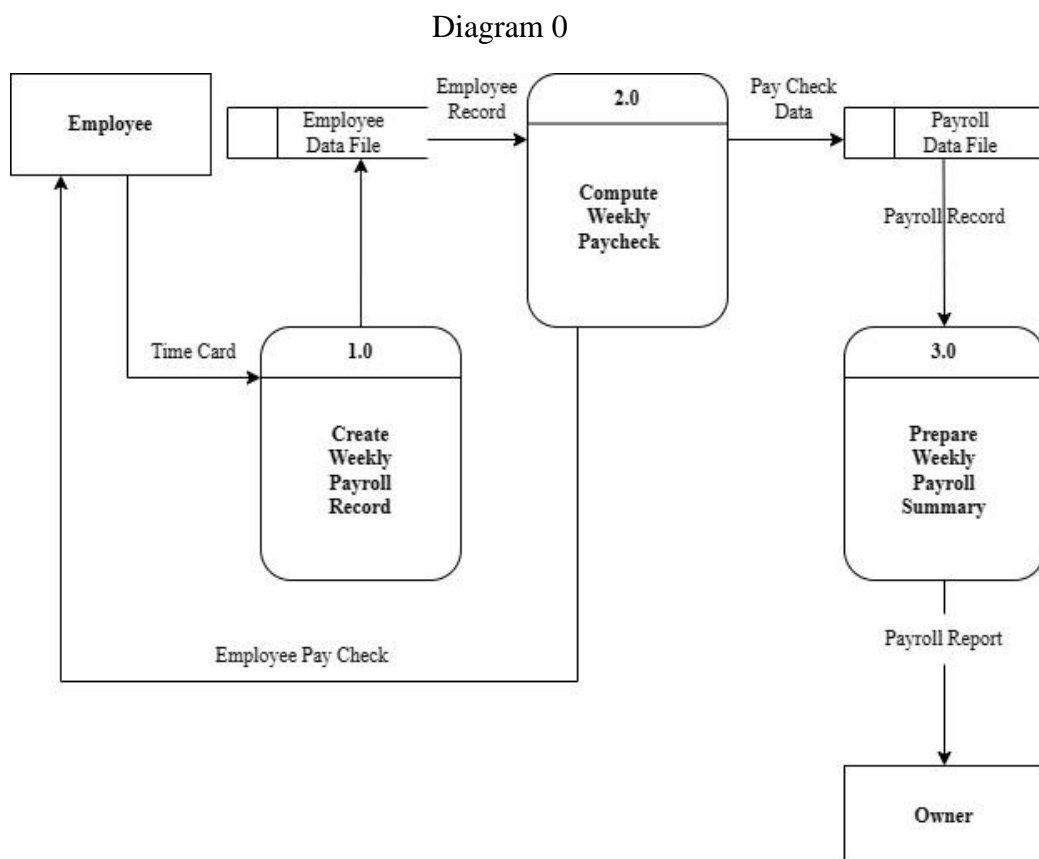 Diagram 0
Employee
Employee
Data File
Employee
Record
2.0
Compute
Weekly
Paycheck
Pay Check
Data
Payroll
Data File
Payroll Record
Time Card
1.0
Create
Weekly
Payroll
Record
3.0
Prepare
Weekly
Payroll
Summary
Employee Pay Check
Payroll Report
Owner